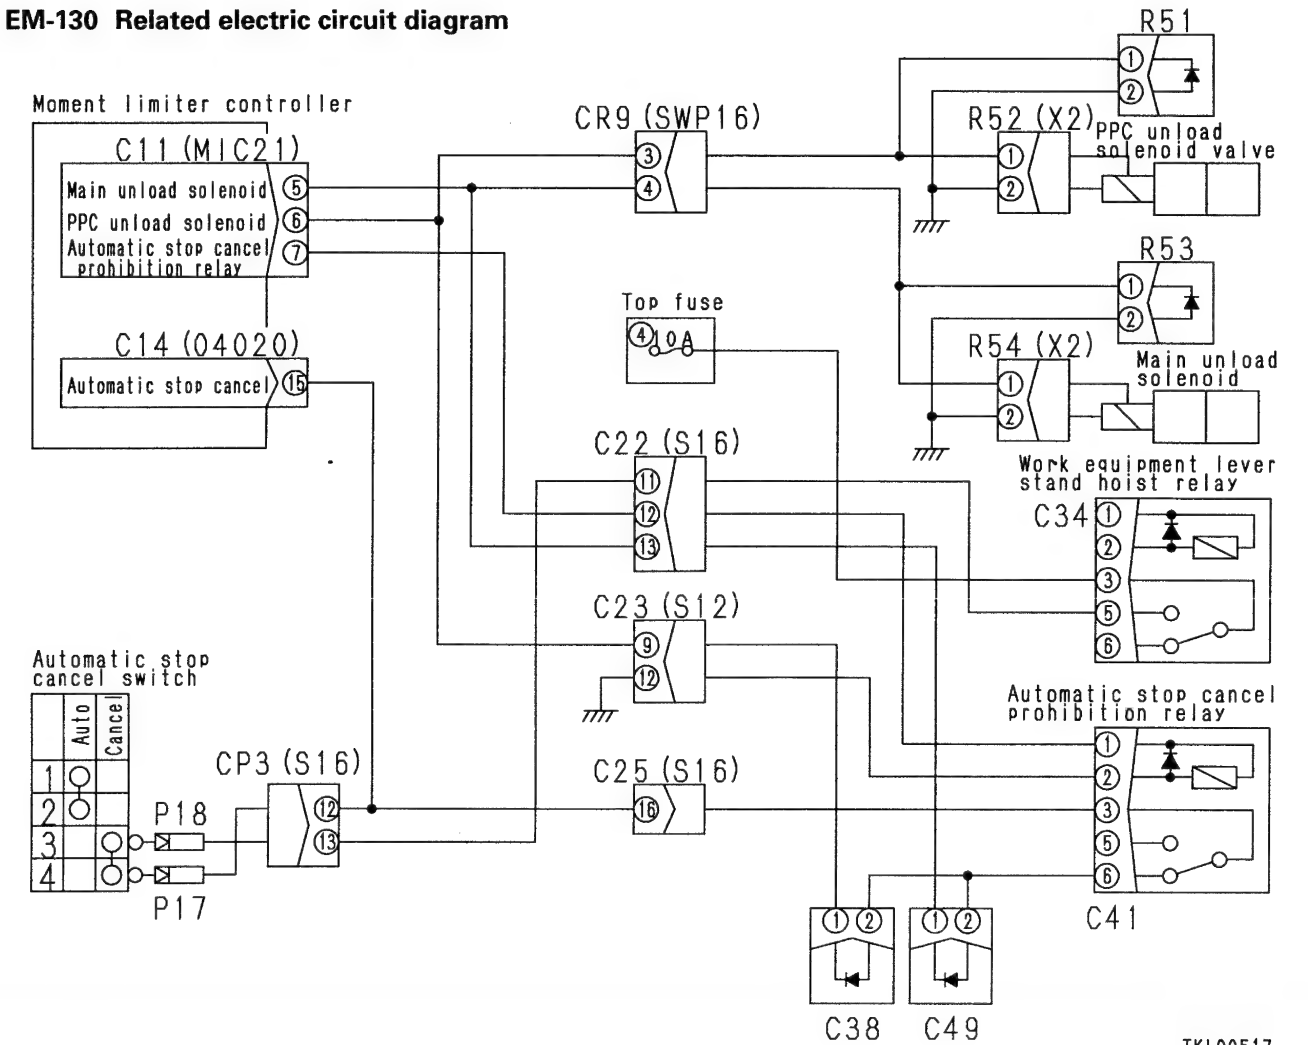 EM-130 Related electric circuit diagram
R51
1
2
Moment limiter controller
CR9 (SWP16)
3
4
R52 (X2)
1
2
PPC unload
solenoid valve
C11 (MIC21)
Main unload solenoid 5
PPC unload solenoid 6
Automatic stop cancel
prohibition relay 7
R53
1
2
Top fuse
4 10A
C14 (04020)
Automatic stop cancel 15
R54 (X2)
1
2
Main unload
solenoid
C22 (S16)
11
12
13
Work equipment lever
stand hoist relay
C34
1
2
3
5
6
C23 (S12)
9
12
Automatic stop
cancel switch
Auto
Cancel
1
2
3
4
P18
P17
CP3 (S16)
12
13
C25 (S16)
16
Automatic stop cancel
prohibition relay
1
2
3
5
6
C41
1 2
1 2
C38
C49